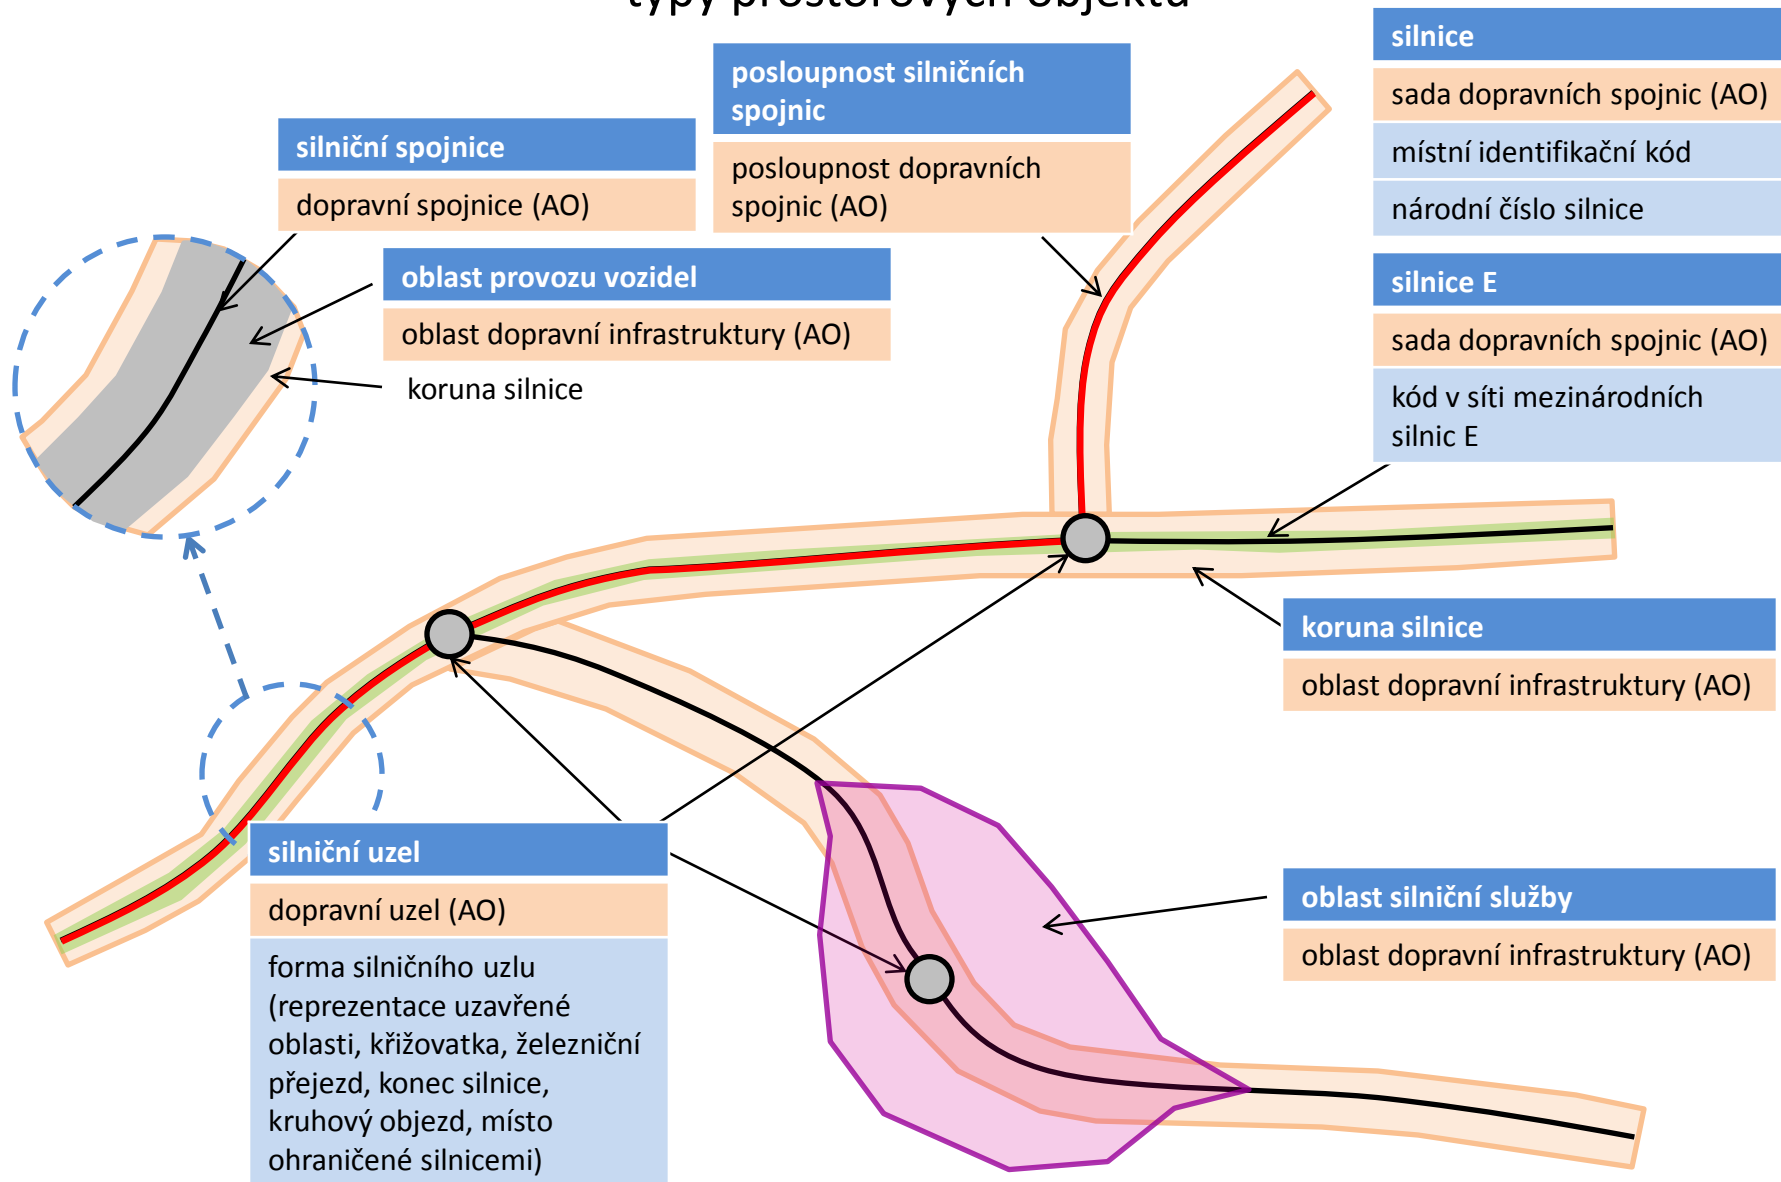 typy prostorových objektů
silniční spojnice
dopravní spojnice (AO)
posloupnost silničních
spojnic
posloupnost dopravních
spojnic (AO)
silnice
sada dopravních spojnic (AO)
místní identifikační kód
národní číslo silnice
oblast provozu vozidel
oblast dopravní infrastruktury (AO)
koruna silnice
silnice E
sada dopravních spojnic (AO)
kód v síti mezinárodních
silnic E
koruna silnice
oblast dopravní infrastruktury (AO)
silniční uzel
dopravní uzel (AO)
forma silničního uzlu
(reprezentace uzavřené
oblasti, křižovatka, železniční
přejezd, konec silnice,
kruhový objezd, místo
ohraničené silnicemi)
oblast silniční služby
oblast dopravní infrastruktury (AO)